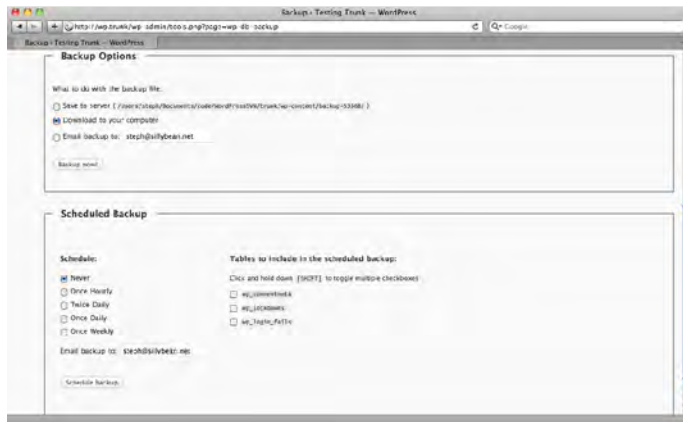 Backup ‹ Testing Trunk — WordPress
http://wp.trunk/wp-admin/tools.php?page=wp-db-backup
Google
Backup ‹ Testing Trunk — WordPress
Backup Options
What to do with the backup file:
Save to server
Download to your computer
Email backup to: steph@sillybean.net
Backup now!
Scheduled Backup
Schedule:
Never
Once Hourly
Twice Daily
Once Daily
Once Weekly
Email backup to: steph@sillybean.net
Schedule backup
Tables to include in the scheduled backup:
Click and hold down [SHIFT] to toggle multiple checkboxes
wp_commentmeta
wp_lockdowns
wp_login_fails